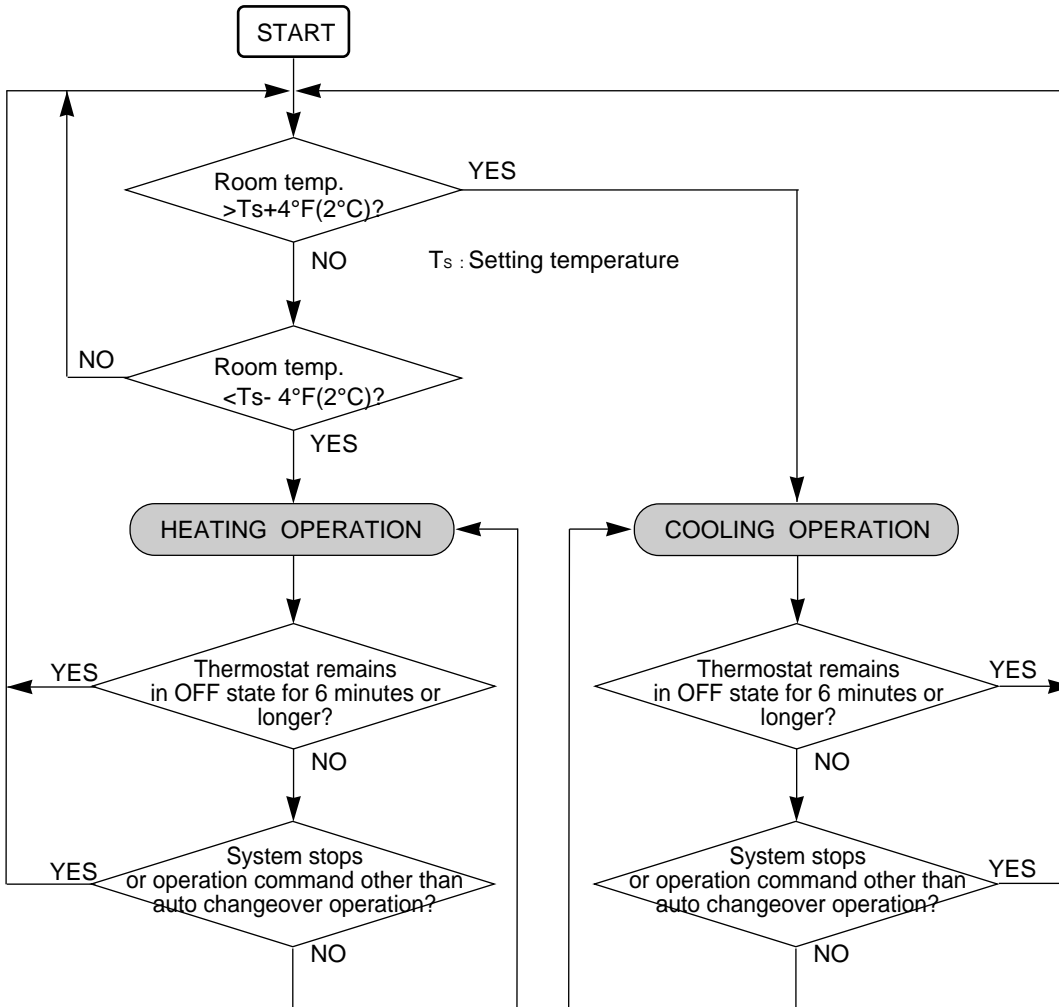 START
Room temp.
>Ts+4°F(2°C)?
YES
NO
Ts : Setting temperature
Room temp.
<Ts- 4°F(2°C)?
NO
YES
HEATING OPERATION
COOLING OPERATION
Thermostat remains
in OFF state for 6 minutes or
longer?
YES
NO
Thermostat remains
in OFF state for 6 minutes or
longer?
YES
NO
System stops
or operation command other than
auto changeover operation?
YES
NO
System stops
or operation command other than
auto changeover operation?
YES
NO